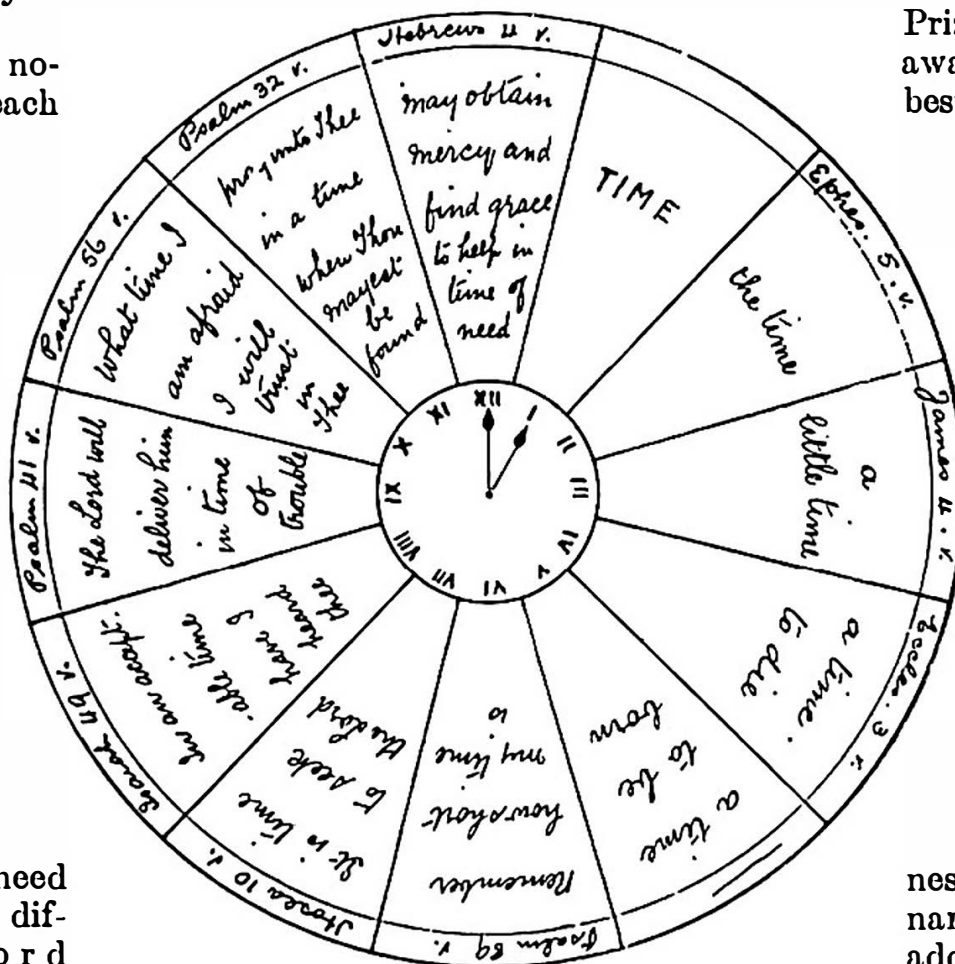 no-
each
Pri
awa
bes
need
dif-
o r d
nes
nar
add
TIME
Ephes. 5. v.
the time
James 4. v.
a
little time
Eccles. 3 v.
a time
to die
a time
to be
born
Psalm 89 v.
Remember
how short
my time
is
Hosea 10 v.
It is time
to seek
the Lord
Isaiah 49 v.
In an accept-
-able time
have I
heard
thee
Psalm 41 v.
The Lord will
deliver him
in time
of
trouble
Psalm 56 v.
What time I
am afraid
I will
trust
in
Thee
Psalm 32 v.
pray unto Thee
in a time
when Thou
mayest
be
found
Hebrews 4 v.
may obtain
mercy and
find grace
to help in
time of
need
XII
I
II
III
IV
V
VI
VII
VIII
IX
X
XI